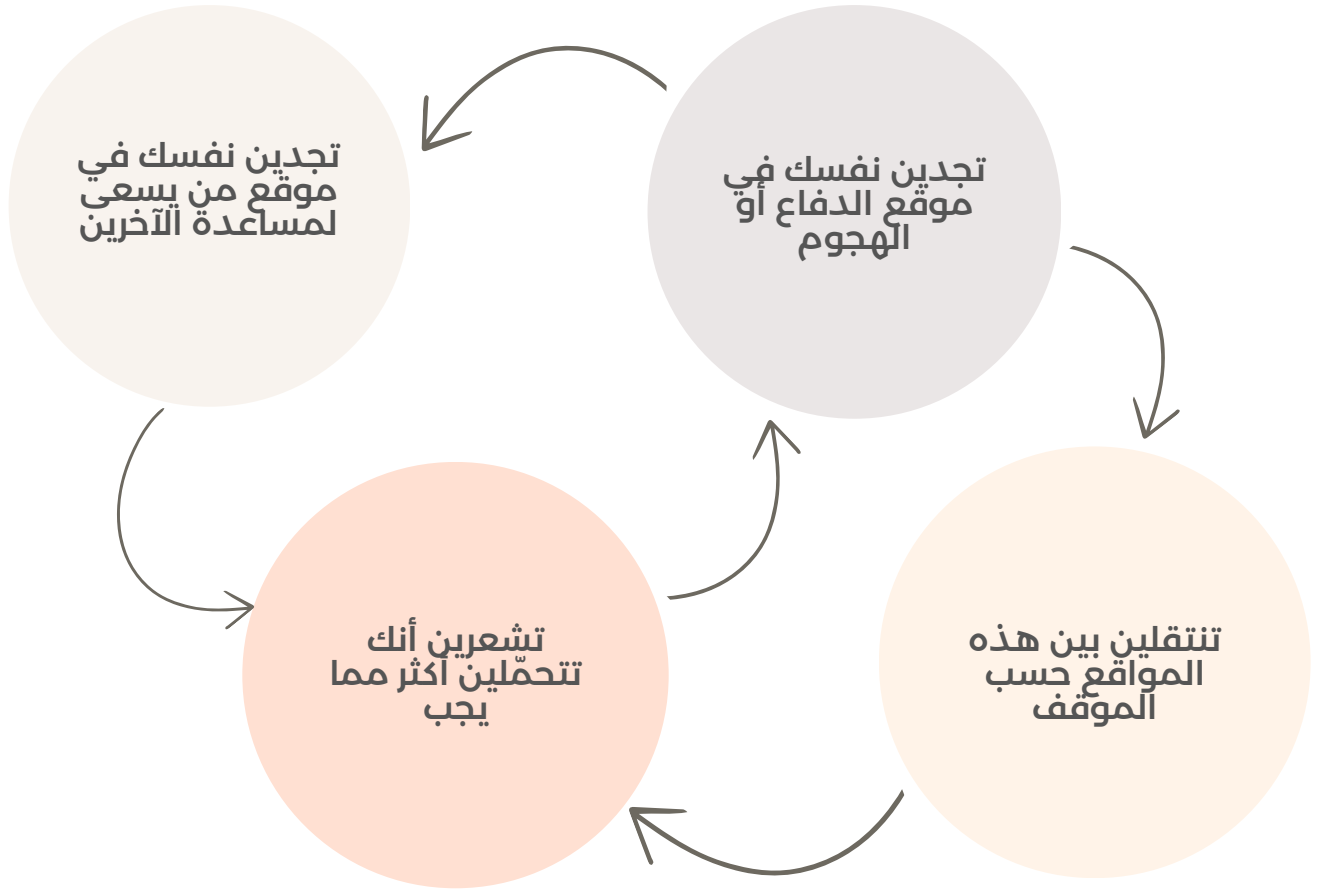 تجدين نفسك في
موقع الدفاع أو
الهجوم
تجدين نفسك في
موقع من يسعى
لمساعدة الآخرين
تنتقلين بين هذه
المواقع حسب
الموقف
تشعرين أنك
تتحمّلين أكثر مما
يجب